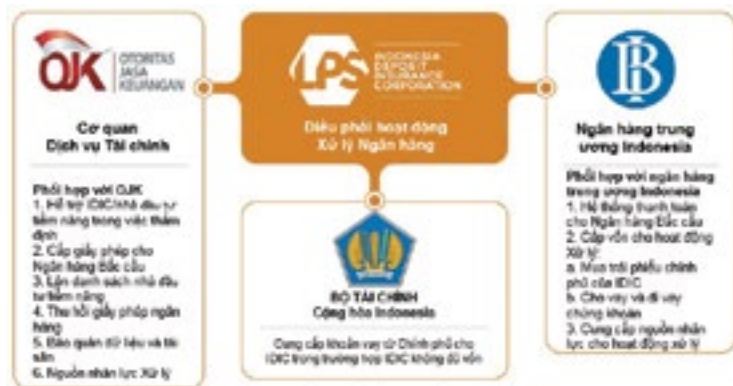 OJK
OTORITAS
JASA
KEUANGAN
Cơ quan
Dịch vụ Tài chính
Phối hợp với OJK
1. Hỗ trợ IDIC/nhà đầu tư
tiềm năng trong việc thẩm
định
2. Cấp giấy phép cho
Ngân hàng Bắc cầu
3. Lên danh sách nhà đầu
tư tiềm năng
4. Thu hồi giấy phép ngân
hàng
5. Bảo quản dữ liệu và tài
sản
6. Nguồn nhân lực Xử lý
LPS
INDONESIA
DEPOSIT
INSURANCE
CORPORATION
Điều phối hoạt động
Xử lý Ngân hàng
BỘ TÀI CHÍNH
Cộng hòa Indonesia
Cung cấp khoản vay từ Chính phủ cho
IDIC trong trường hợp IDIC không đủ vốn
Ngân hàng trung
ương Indonesia
Phối hợp với ngân hàng
trung ương Indonesia
1. Hệ thống thanh toán
cho Ngân hàng Bắc cầu
2. Cấp vốn cho hoạt động
Xử lý:
a. Mua trái phiếu chính
phủ của IDIC
b. Cho vay và đi vay
chứng khoán
3. Cung cấp nguồn nhân
lực cho hoạt động xử lý